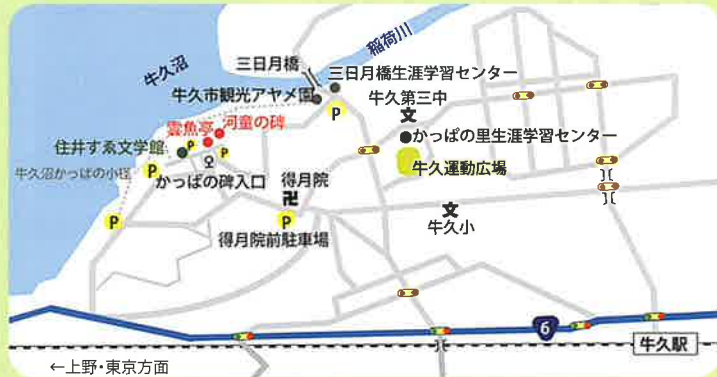 稲荷川
三日月橋
牛久沼
三日月橋生涯学習センター
牛久市観光アヤメ園
牛久第三中
P
文
河童の碑
雲魚亭
かっぱの里生涯学習センター
住井すゑ文学館
P
P
牛久沼かっぱの小径
P
かっぱの碑入口
得月院
牛久運動広場
卍
文
P
P
牛久小
得月院前駐車場
6
牛久駅
←上野・東京方面